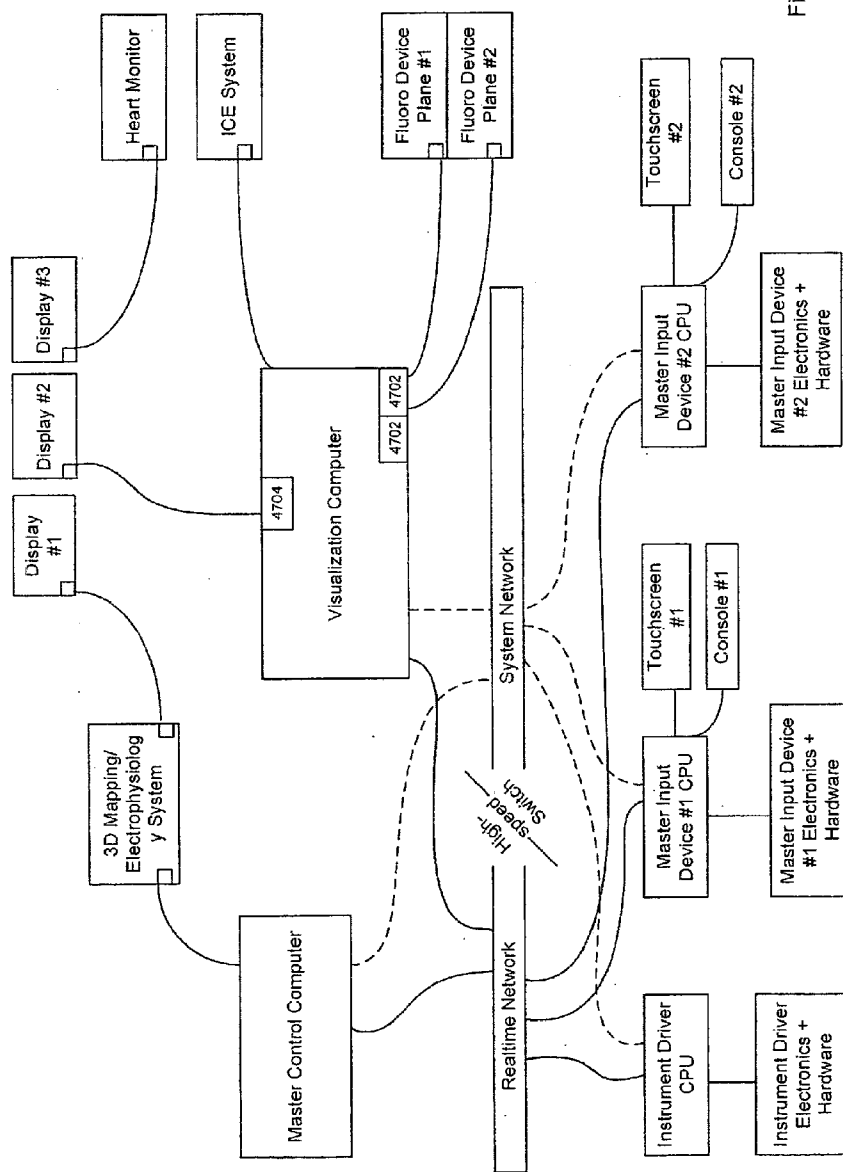 Display
#1
Display #2
Display #3
Heart Monitor
3D Mapping/
Electrophysiolog
y System
ICE System
Master Control Computer
4704
Visualization Computer
4702
4702
Fluoro Device
Plane #1
Fluoro Device
Plane #2
Realtime Network
High-
speed
Switch
System Network
Instrument Driver
CPU
Master Input
Device #1 CPU
Touchscreen
#1
Console #1
Master Input
Device #2 CPU
Touchscreen
#2
Console #2
Instrument Driver
Electronics +
Hardware
Master Input Device
#1 Electronics +
Hardware
Master Input Device
#2 Electronics +
Hardware
Fi